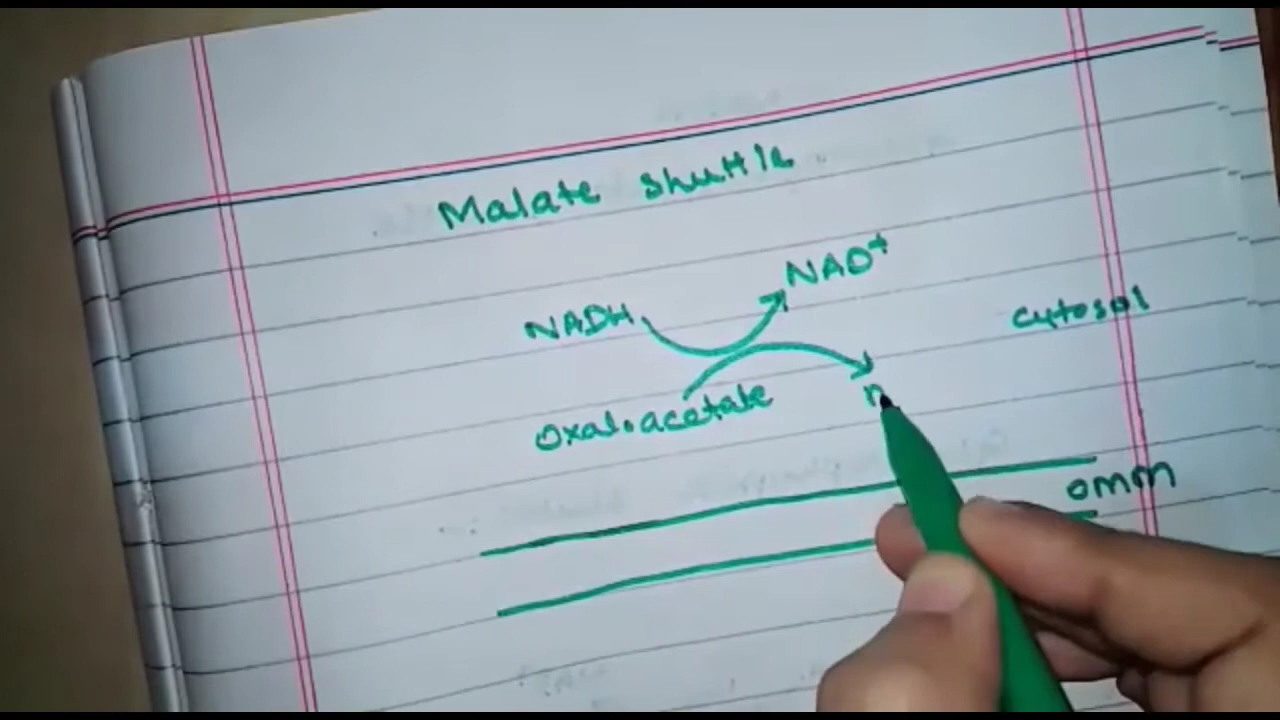 Malate shuttle
NAD+
NADH
cytosol
oxaloacetate
omm